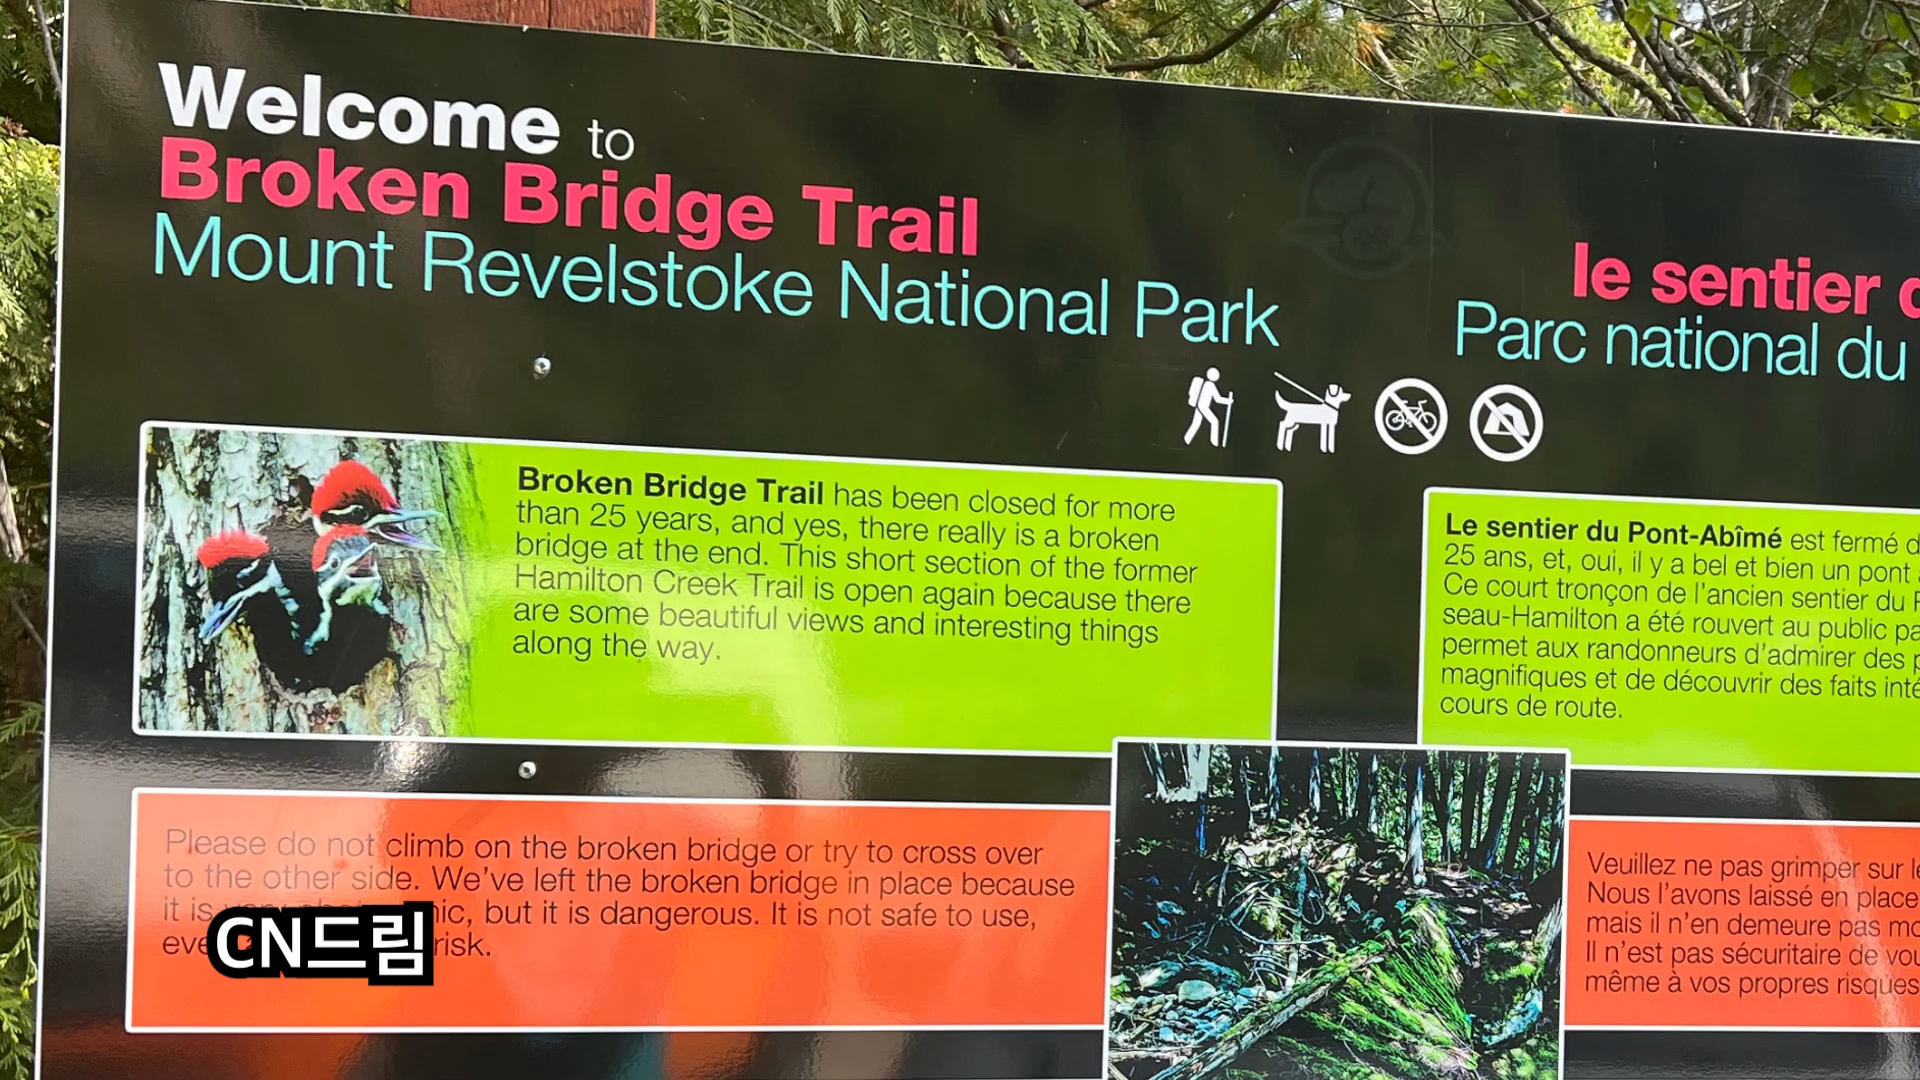 Welcome to
Broken Bridge Trail
Mount Revelstoke National Park
le sentier
Parc national du
Broken Bridge Trail has been closed for more
than 25 years, and yes, there really is a broken
bridge at the end. This short section of the former
Hamilton Creek Trail is open again because there
are some beautiful views and interesting things
along the way.
Le sentier du Pont-Abîmé est fermé
25 ans, et, oui, il y a bel et bien un pont
Ce court tronçon de l'ancien sentier du
seau-Hamilton a été rouvert au public
permet aux randonneurs d'admirer des
magnifiques et de découvrir des faits
cours de route.
Please do not climb on the broken bridge or try to cross over
to the other side. We've left the broken bridge in place because
it is but it is dangerous. It is not safe to use,
risk.
CN드림
Veuillez ne pas grimper sur
Nous l'avons laissé en place
mais il n'en demeure pas
Il n'est pas sécuritaire de
même à vos propres risques